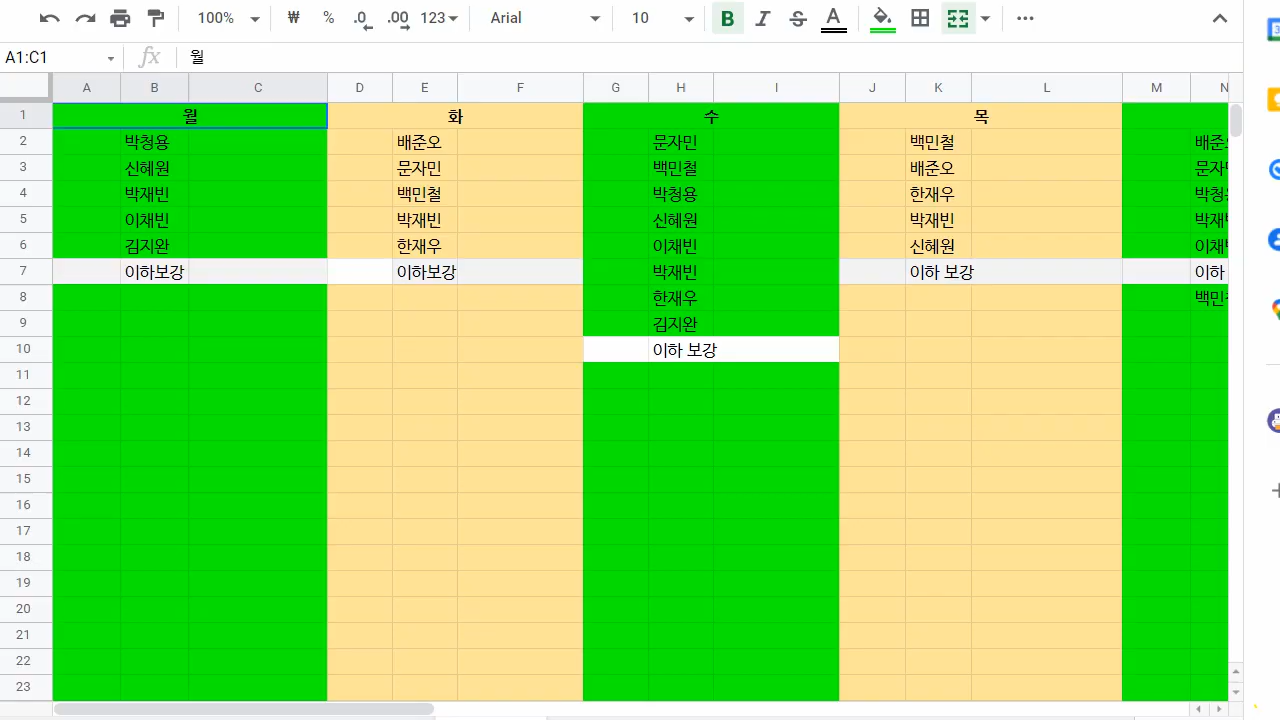 100% ₩ % .0 .00 123 Arial 10 B I S A
A1:C1 fx 월
A B C D E F G H I J K L M N
1 월 화 수 목
2 박청용 배준오 문자민 백민철
3 신혜원 문자민 백민철 배준오
4 박재빈 백민철 박청용 한재우
5 이채빈 박재빈 신혜원 박재빈
6 김지완 한재우 이채빈 신혜원
7 이하보강 이하보강 박재빈 이하 보강 이하
8 한재우
9 김지완
10 이하 보강
11
12
13
14
15
16
17
18
19
20
21
22
23